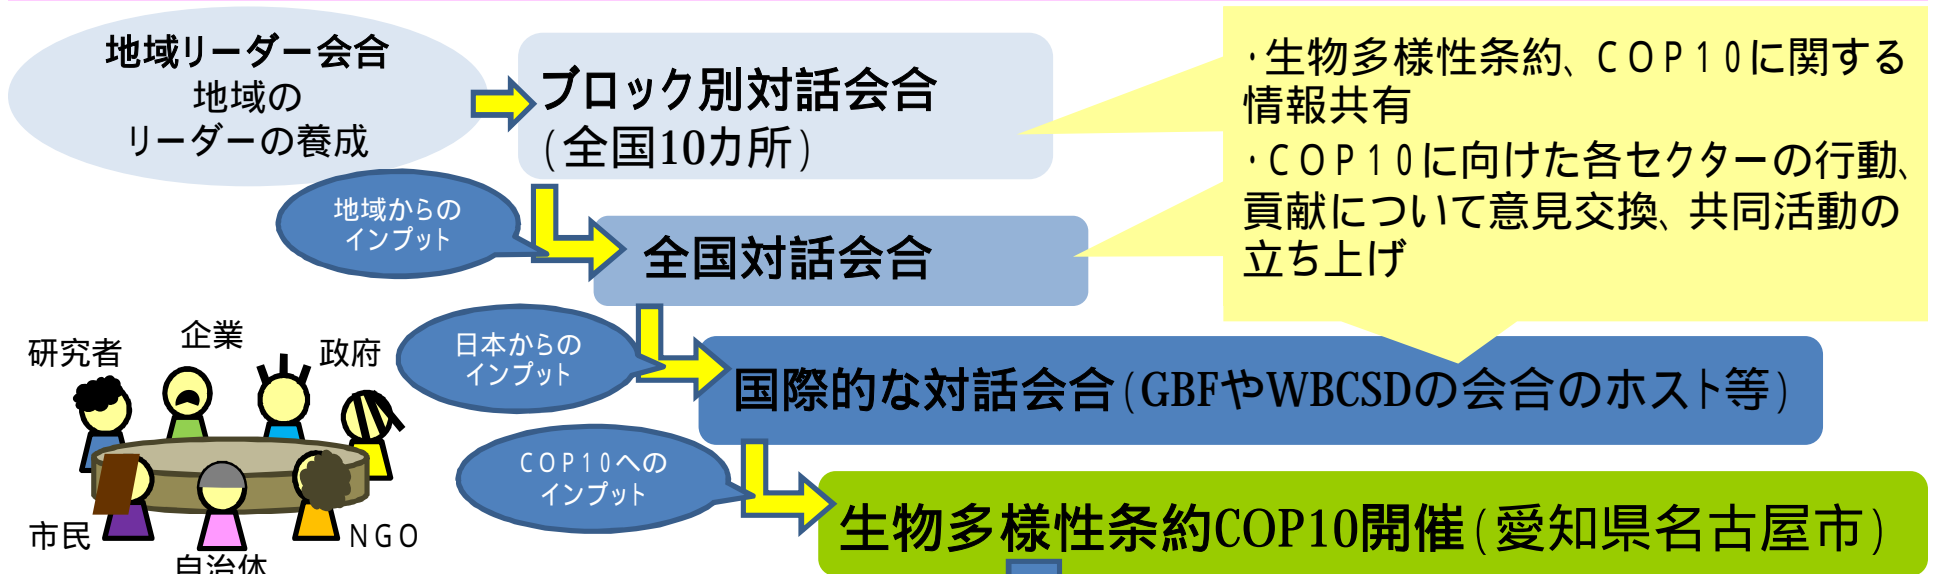 地域リーダー会合
地域の
リーダーの養成
ブロック別対話会合
(全国10カ所)
・生物多様性条約、COP10に関する
情報共有
・COP10に向けた各セクターの行動、
貢献について意見交換、共同活動の
立ち上げ
地域からの
インプット
全国対話会合
日本からの
インプット
国際的な対話会合(GBFやWBCSDの会合のホスト等)
COP10への
インプット
生物多様性条約COP10開催(愛知県名古屋市)
研究者
企業
政府
市民
自治体
NGO